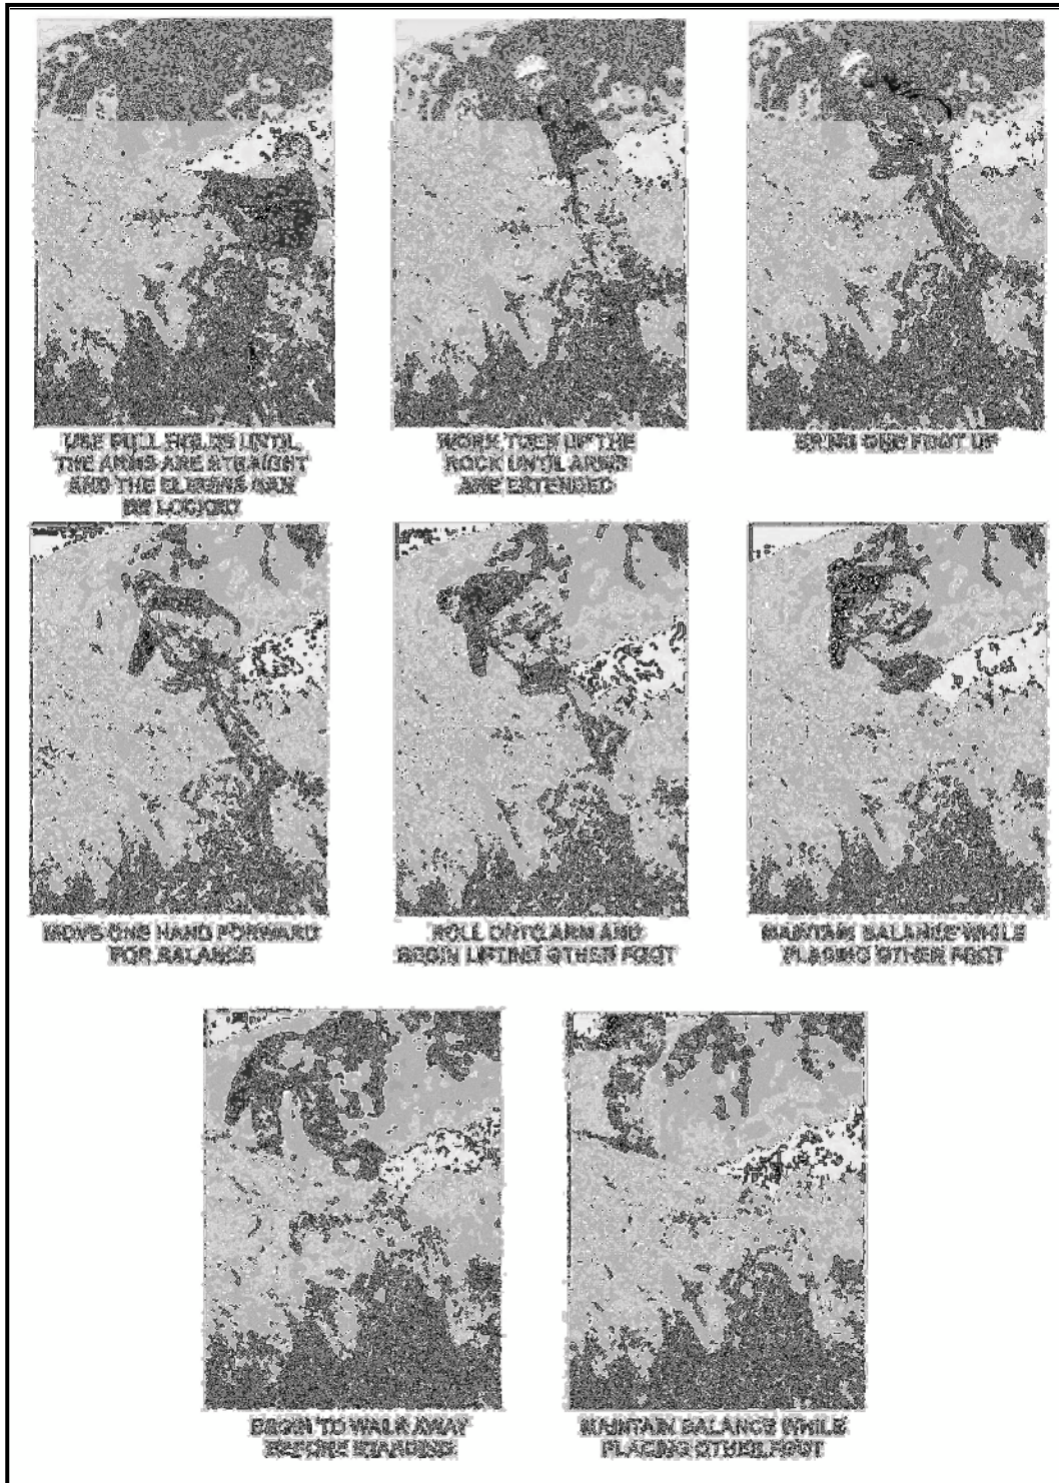 USE PULL HOLDS UNTIL
THE ARMS ARE STRAIGHT
AND THE ELBOWS CAN
BE LOCKED
WORK TOES UP THE
ROCK UNTIL ARMS
ARE EXTENDED
BRING ONE FOOT UP
MOVE ONE HAND FORWARD
FOR BALANCE
ROLL ONTO ARM AND
BEGIN LIFTING OTHER FOOT
MAINTAIN BALANCE WHILE
PLACING OTHER FOOT
BEGIN TO WALK AWAY
BEFORE STANDING
MAINTAIN BALANCE WHILE
PLACING OTHER FOOT